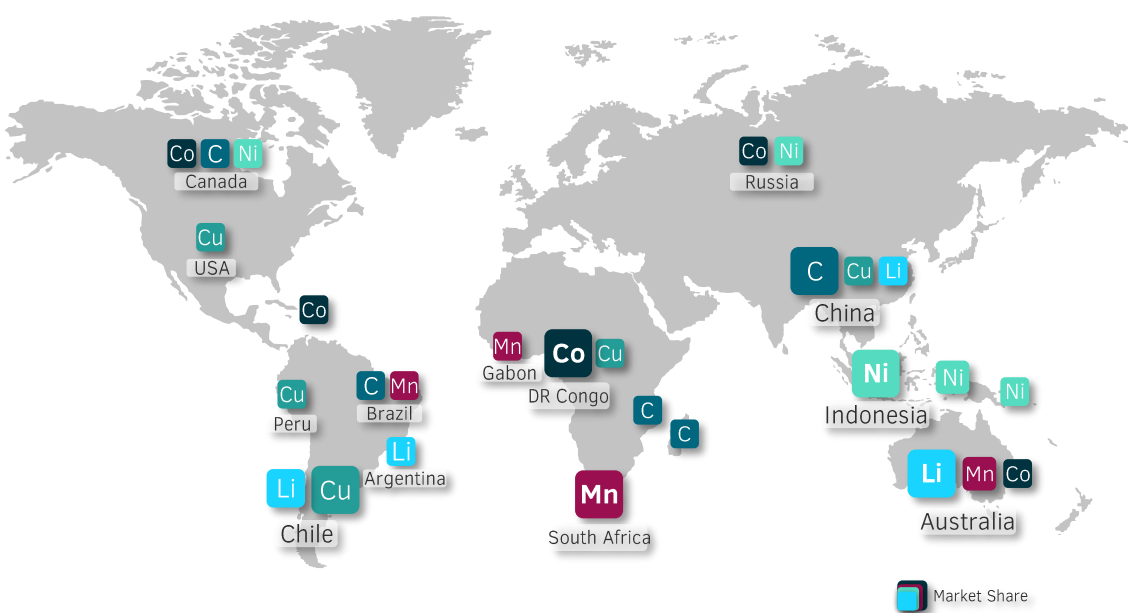 Co C Ni
Canada
Co Ni
Russia
Cu
USA
C Cu Li
China
Co
Mn
Gabon
Co Cu
DR Congo
Ni
Indonesia
Ni
Ni
Cu
Peru
C Mn
Brazil
C
C
Li
Argentina
Li Cu
Chile
Mn
South Africa
Li Mn Co
Australia
Market Share